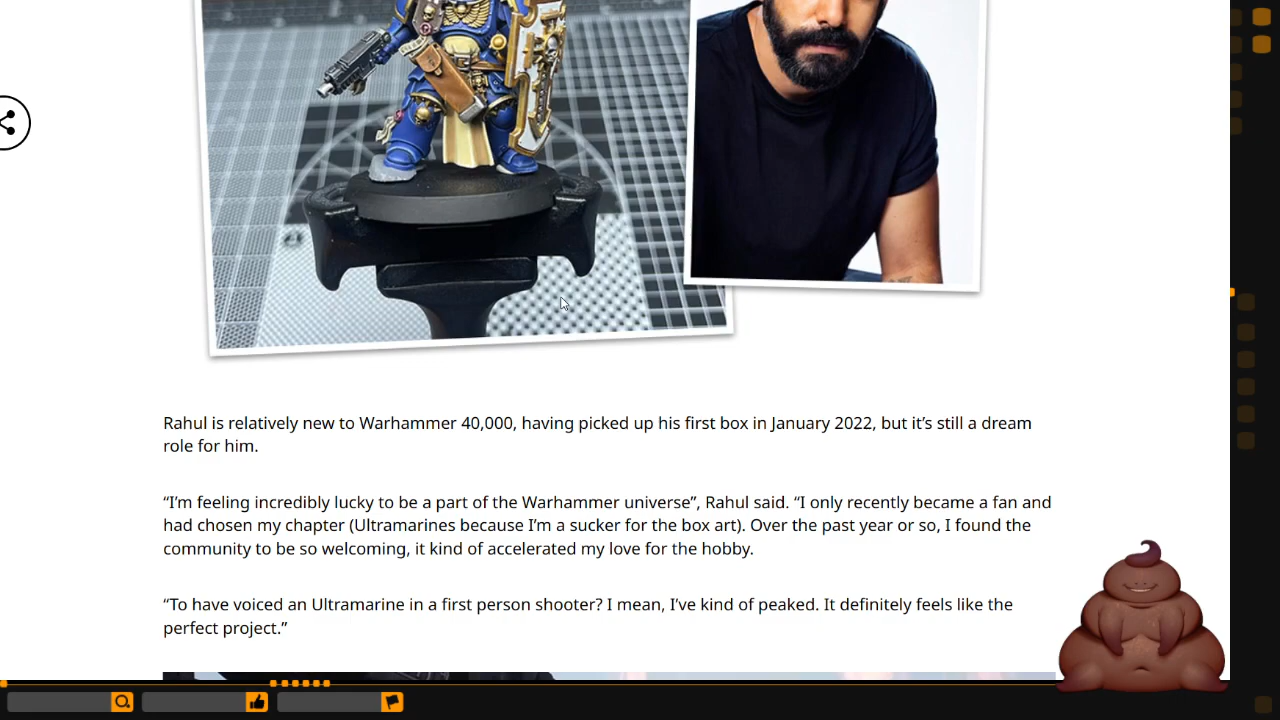 Rahul is relatively new to Warhammer 40,000, having picked up his first box in January 2022, but it’s still a dream
role for him.
“I’m feeling incredibly lucky to be a part of the Warhammer universe”, Rahul said. “I only recently became a fan and
had chosen my chapter (Ultramarines because I’m a sucker for the box art). Over the past year or so, I found the
community to be so welcoming, it kind of accelerated my love for the hobby.
“To have voiced an Ultramarine in a first person shooter? I mean, I’ve kind of peaked. It definitely feels like the
perfect project.”